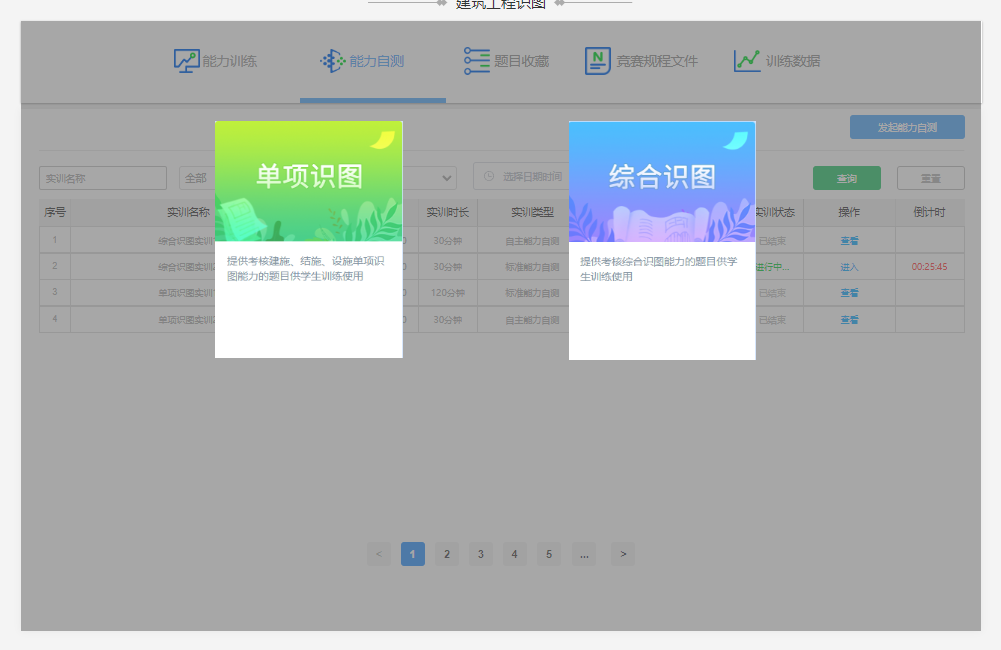 建筑工程识图
能力训练 能力自测 题目收藏 竞赛规程文件 训练数据
发起能力自测
单项识图 综合识图
实训名称 全部 选择日期时间 查询 重置
序号 实训名称 实训时长 实训类型 实训状态 操作 倒计时
1 综合识图实训 0 30分钟 自主能力自测 已结束 查看
2 综合识图实训 0 30分钟 标准能力自测 进行中... 进入 00:25:45
3 单项识图实训 0 120分钟 标准能力自测 已结束 查看
4 单项识图实训 0 30分钟 自主能力自测 已结束 查看
提供考核建施、结施、设施单项识
图能力的题目供学生训练使用
提供考核综合识图能力的题目供学
生训练使用
< 1 2 3 4 5 ... >